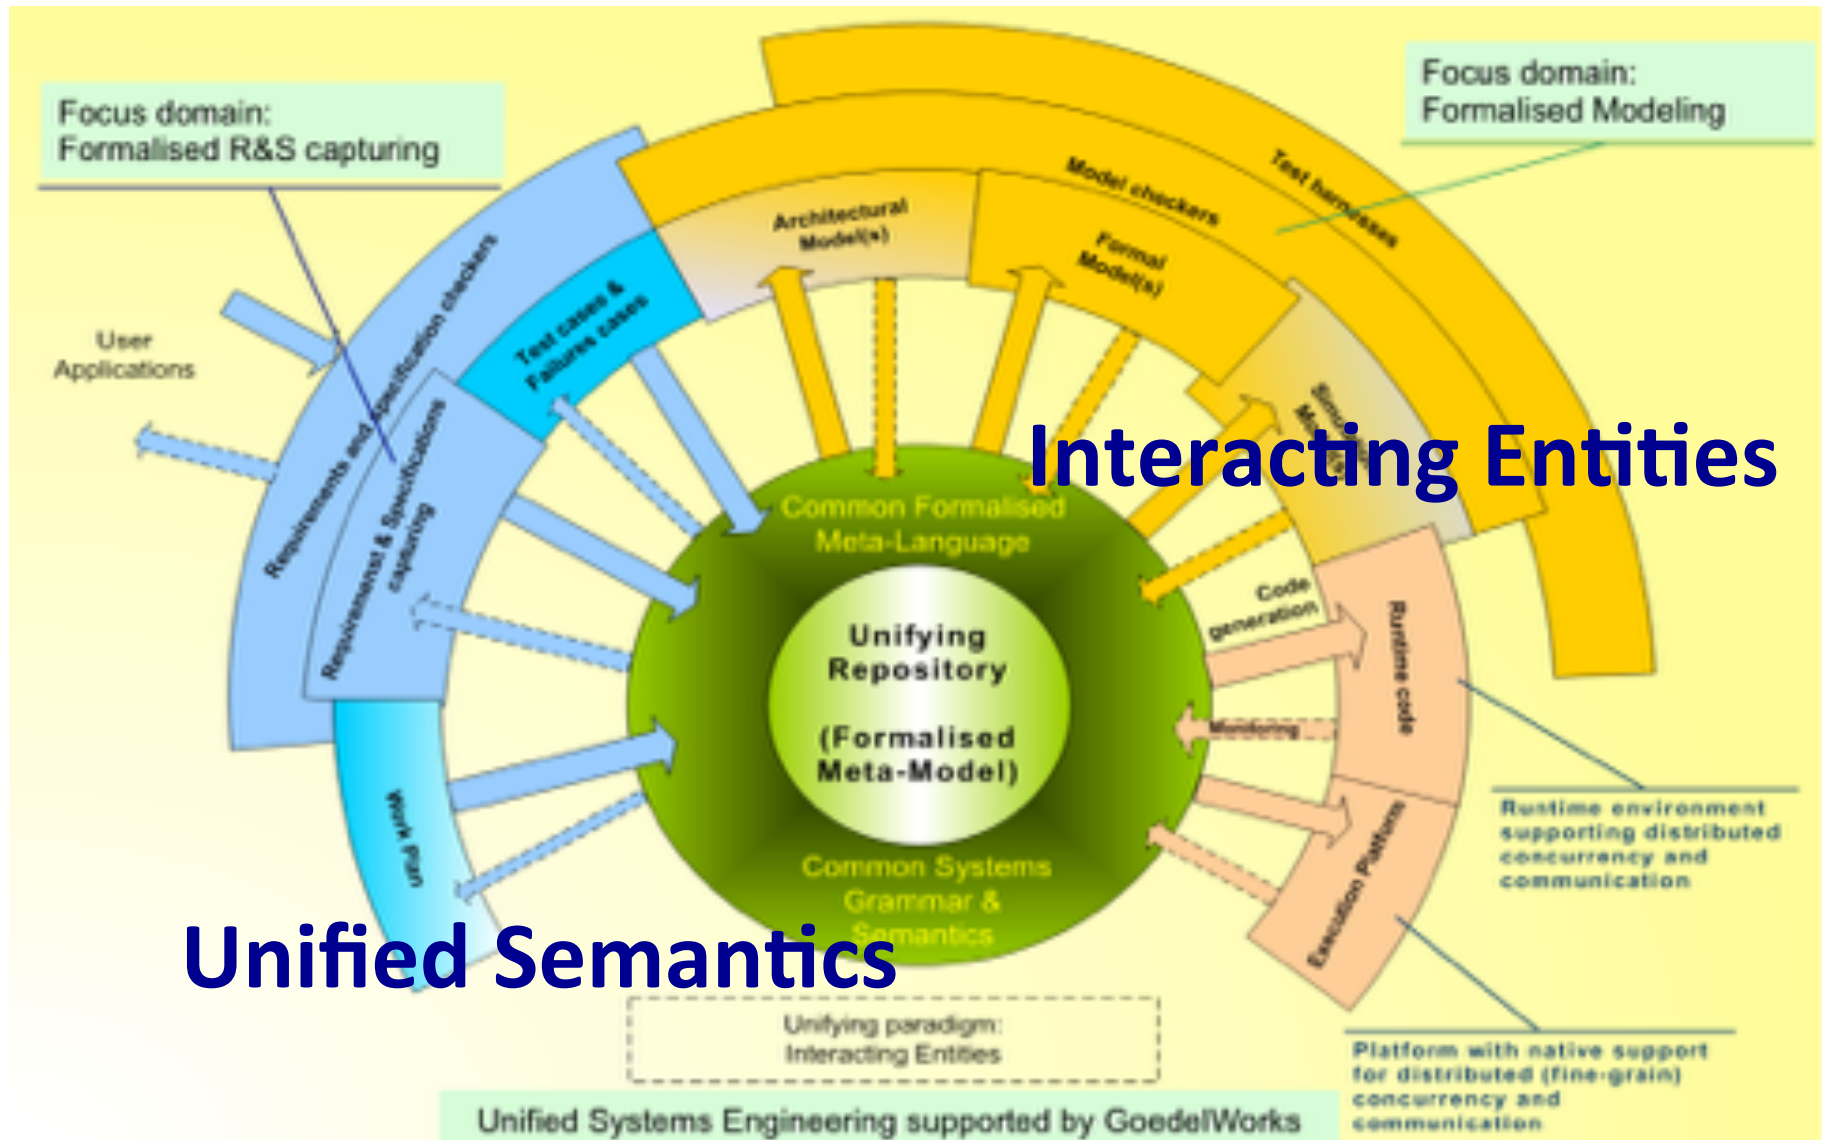 Focus domain:
Formalised R&S capturing
Focus domain:
Formalised Modeling
Test harnesses
Model checkers
Architectural
Model(s)
Formal
Model(s)
Requirements and specification checkers
Test cases &
Failures cases
User
Applications
Requirenenst & Specifications
capturing
Interacting Entities
Common Formalised
Meta-Language
Code
generation
Unifying
Repository
(Formalised
Meta-Model)
Runtime code
Monitoring
Work Plan
Runtime environment
supporting distributed
concurrency and
communication
Execution Platform
Common Systems
Grammar &
Semantics
Unified Semantics
Unifying paradigm:
Interacting Entities
Platform with native support
for distributed (fine-grain)
concurrency and
communication
Unified Systems Engineering supported by GoedelWorks